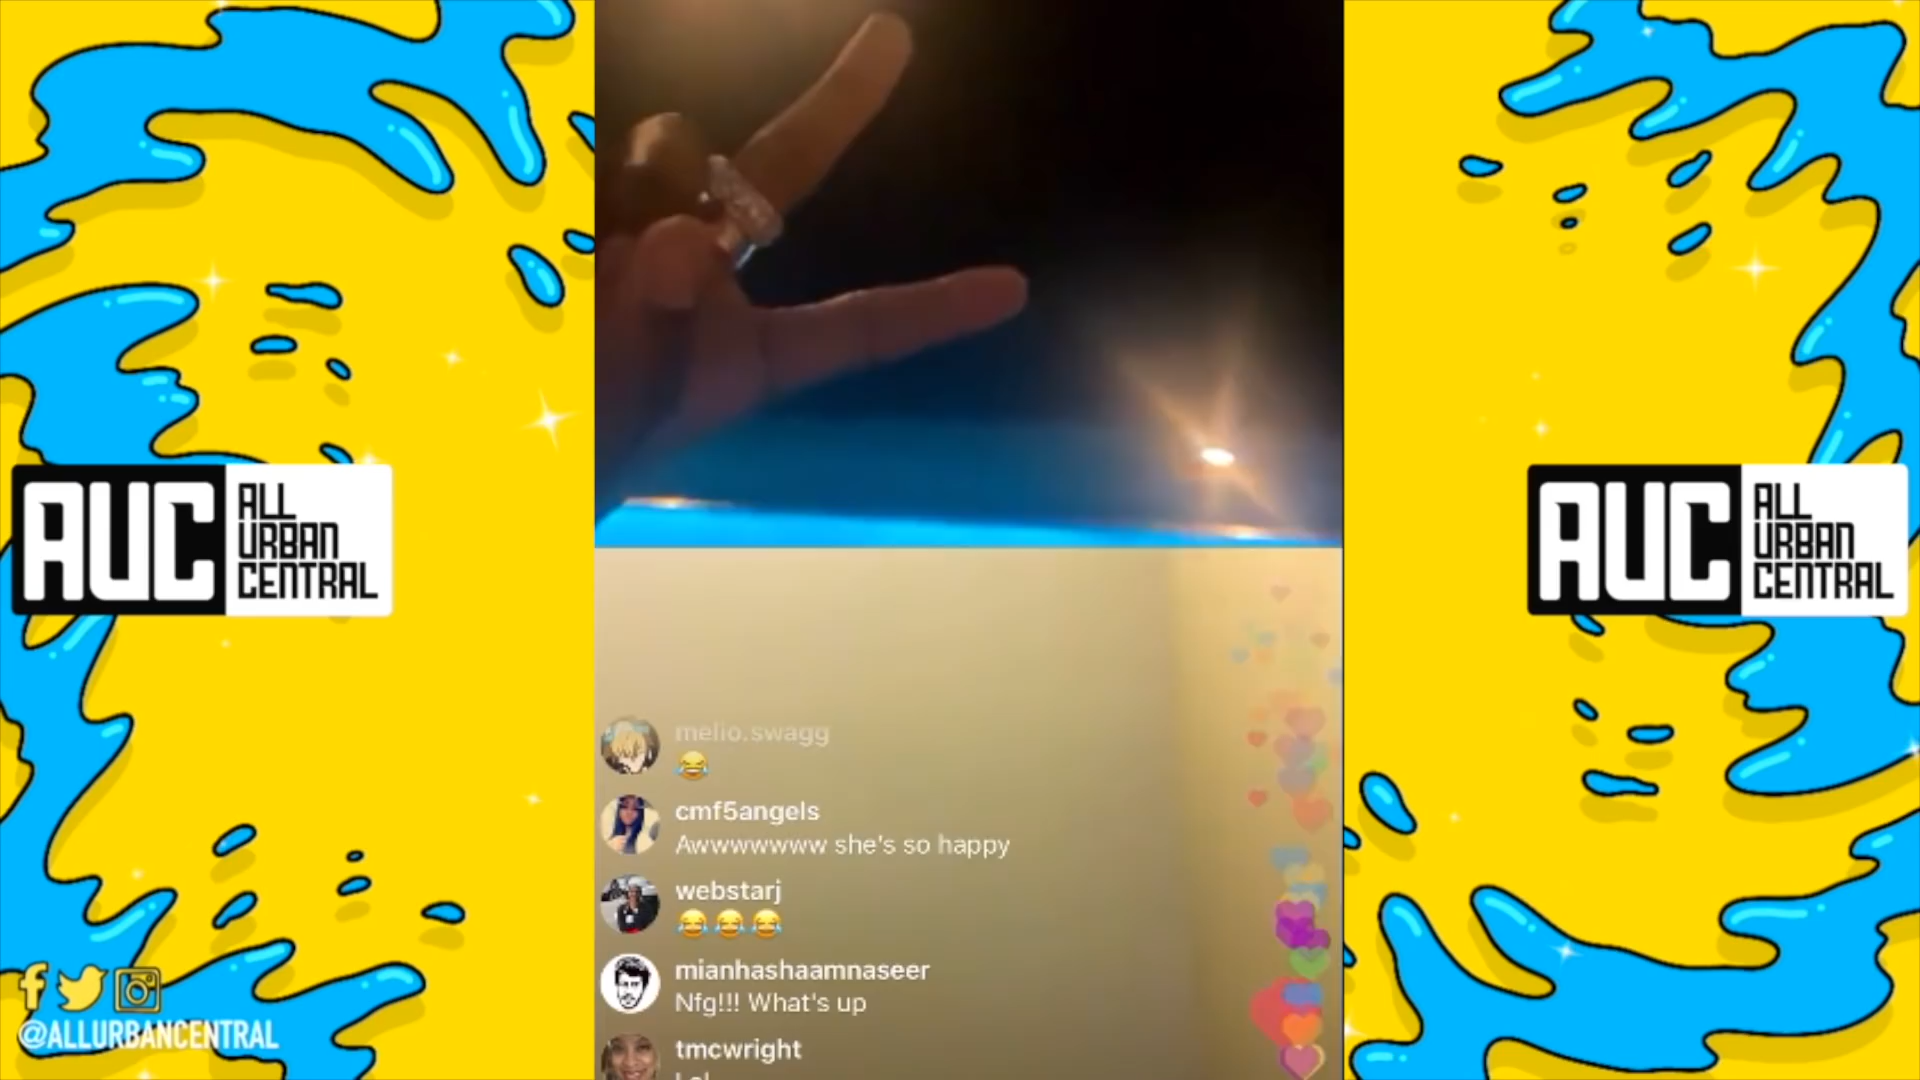 AUC
ALL
URBAN
CENTRAL
AUC
ALL
URBAN
CENTRAL
melio.swagg
😂
cmf5angels
Awwwwwww she's so happy
webstarj
😂😂😂
mianhashaamnaseer
Nfg!!! What's up
tmcwright
Lol
@ALLURBANCENTRAL